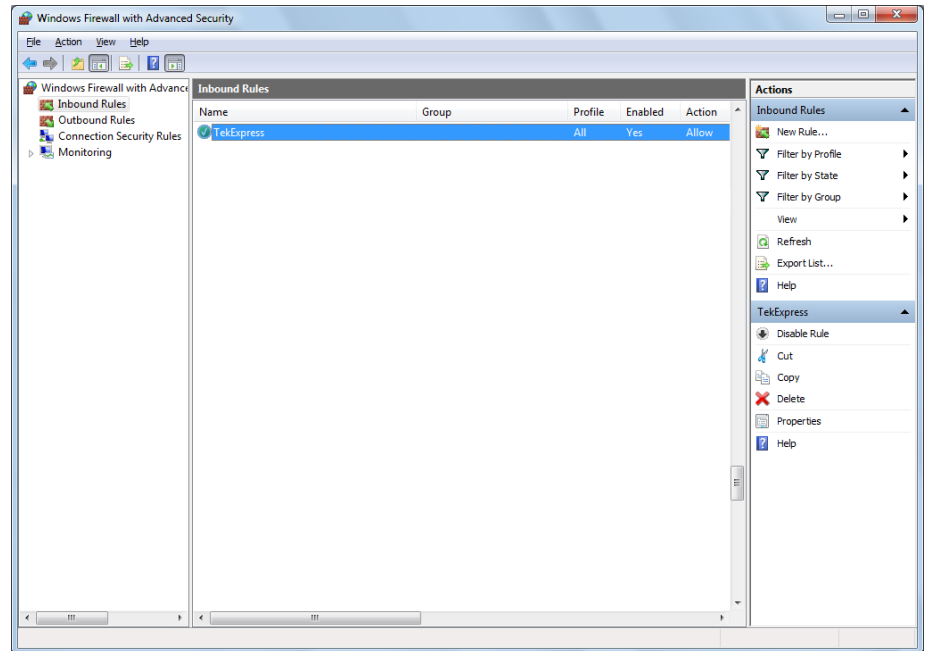 Windows Firewall with Advanced Security
File Action View Help
Windows Firewall with Advance
Inbound Rules
Outbound Rules
Connection Security Rules
Monitoring
Inbound Rules
Name Group Profile Enabled Action
TekExpress All Yes Allow
Actions
Inbound Rules
New Rule...
Filter by Profile
Filter by State
Filter by Group
View
Refresh
Export List...
Help
TekExpress
Disable Rule
Cut
Copy
Delete
Properties
Help